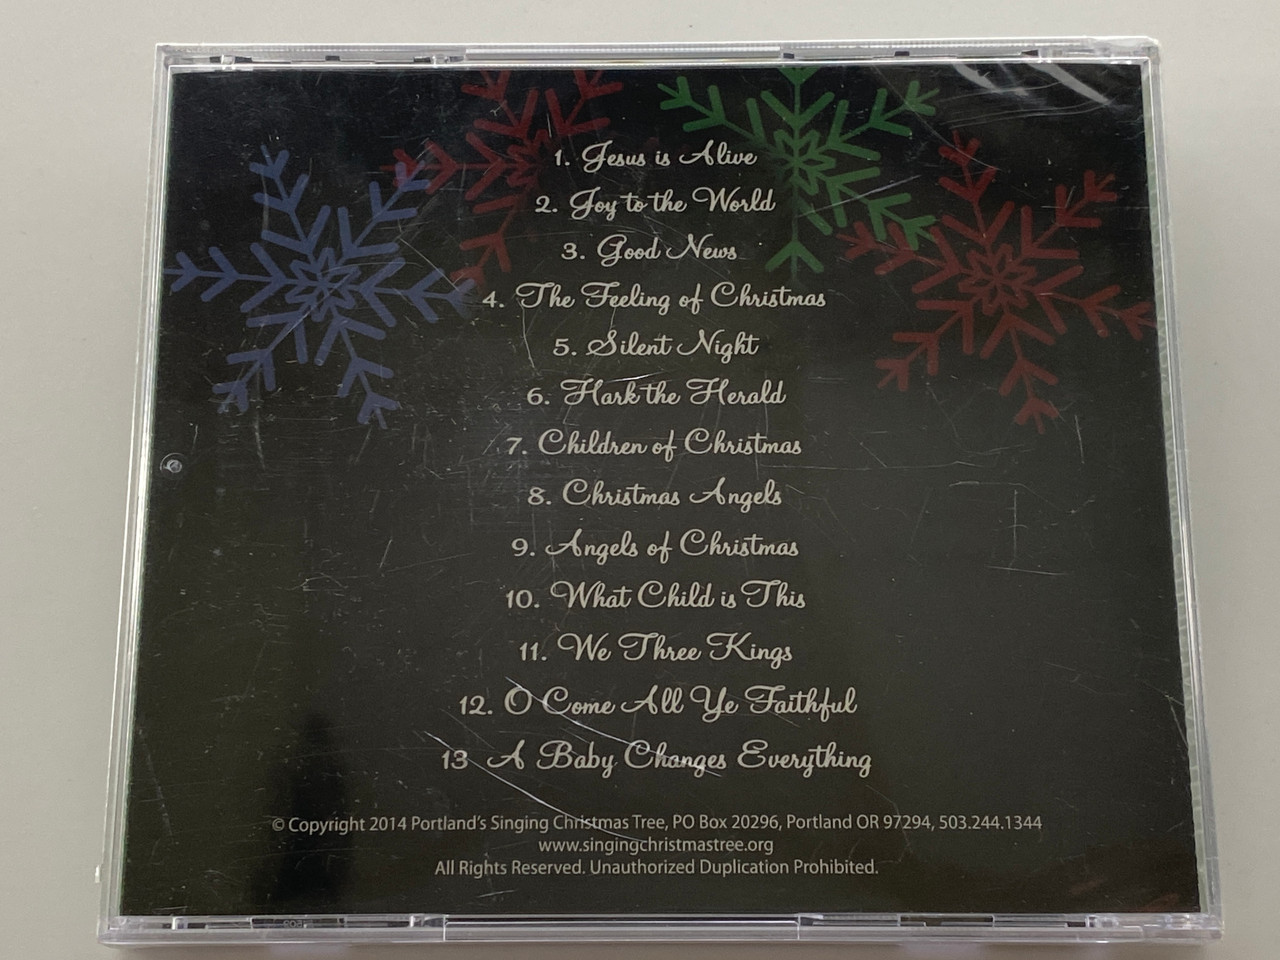 1. Jesus is Alive
2. Joy to the World
3. Good News
4. The Feeling of Christmas
5. Silent Night
6. Hark the Herald
7. Children of Christmas
8. Christmas Angels
9. Angels of Christmas
10. What Child is This
11. We Three Kings
12. O Come All Ye Faithful
13 A Baby Changes Everything
© Copyright 2014 Portland's Singing Christmas Tree, PO Box 20296, Portland OR 97294, 503.244.1344
www.singingchristmastree.org
All Rights Reserved. Unauthorized Duplication Prohibited.